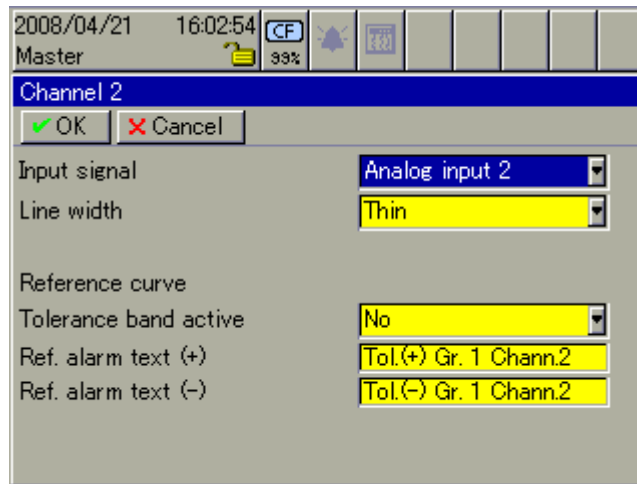 2008/04/21 16:02:54 CF
Master 99%
Channel 2
OK Cancel
Input signal Analog input 2
Line width Thin
Reference curve
Tolerance band active No
Ref. alarm text (+) Tol.(+) Gr. 1 Chann.2
Ref. alarm text (-) Tol.(-) Gr. 1 Chann.2